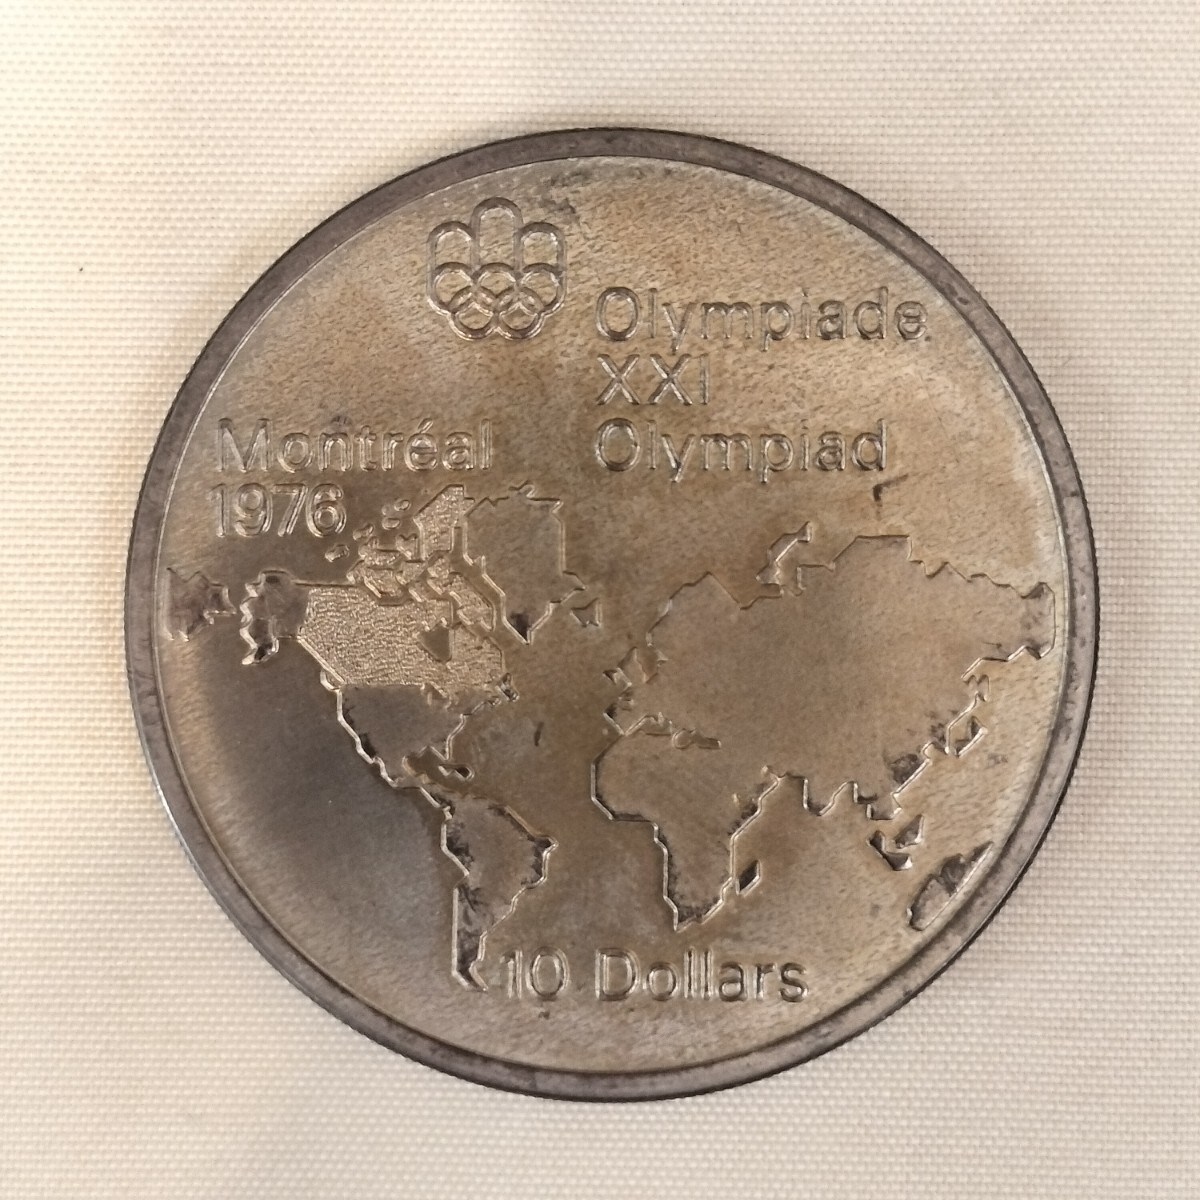 Olympiade
XXI
Olympiad
Montréal
1976
10 Dollars